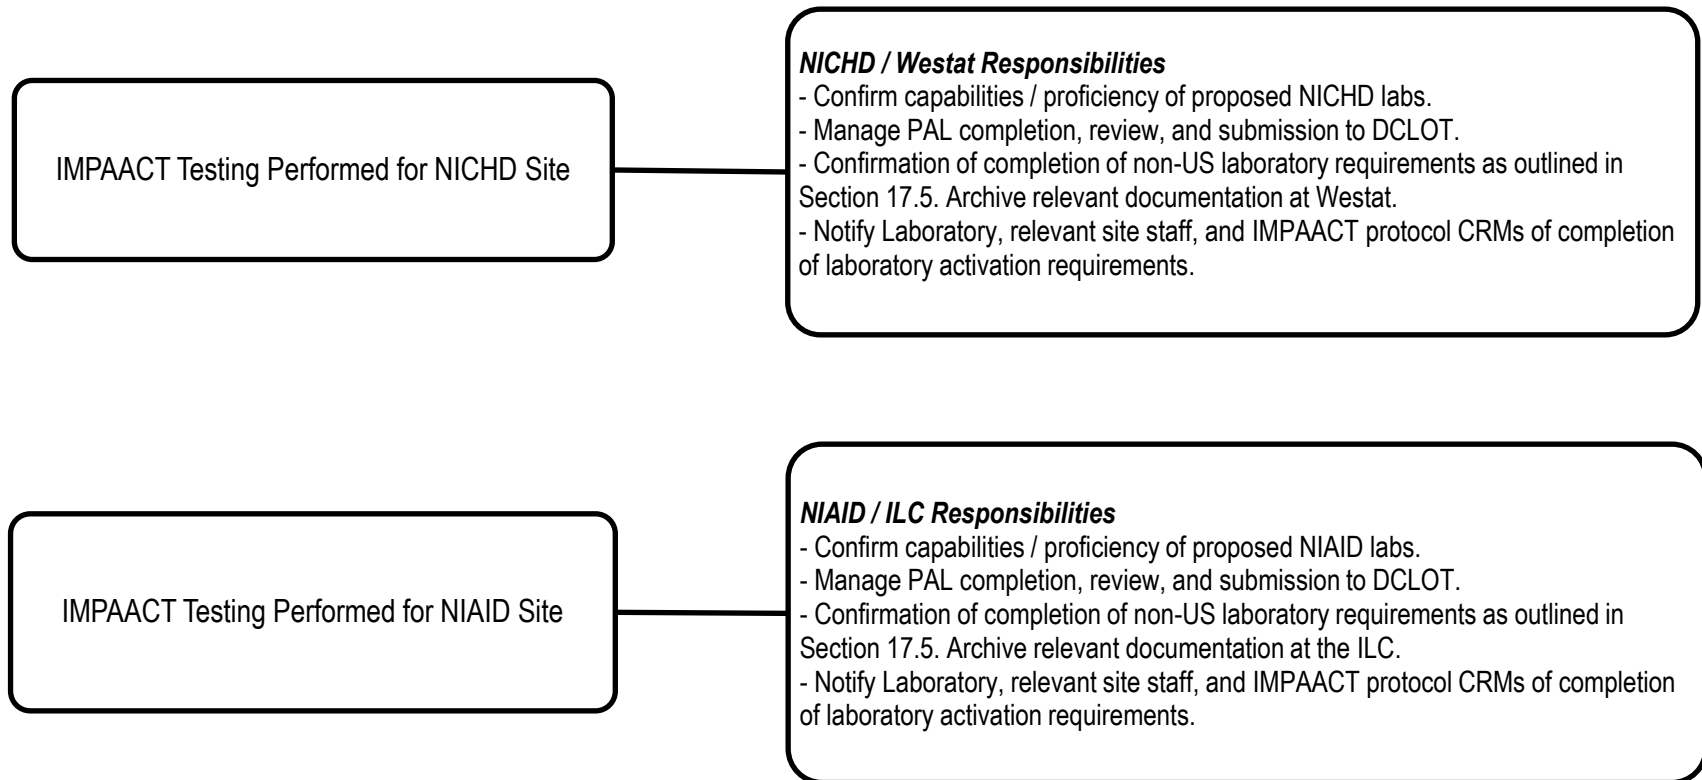 IMPAACT Testing Performed for NICHD Site
NICHD / Westat Responsibilities
- Confirm capabilities / proficiency of proposed NICHD labs.
- Manage PAL completion, review, and submission to DCLOT.
- Confirmation of completion of non-US laboratory requirements as outlined in
Section 17.5. Archive relevant documentation at Westat.
- Notify Laboratory, relevant site staff, and IMPAACT protocol CRMs of completion
of laboratory activation requirements.
IMPAACT Testing Performed for NIAID Site
NIAID / ILC Responsibilities
- Confirm capabilities / proficiency of proposed NIAID labs.
- Manage PAL completion, review, and submission to DCLOT.
- Confirmation of completion of non-US laboratory requirements as outlined in
Section 17.5. Archive relevant documentation at the ILC.
- Notify Laboratory, relevant site staff, and IMPAACT protocol CRMs of completion
of laboratory activation requirements.